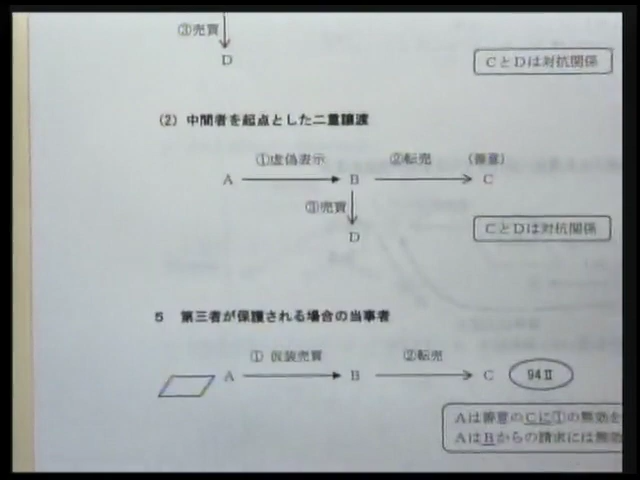 ③売買
D
CとDは対抗関係
(2) 中間者を起点とした二重譲渡
①虚偽表示 ②転売 (善意)
A B C
③売買
D
CとDは対抗関係
5 第三者が保護される場合の当事者
① 仮装売買 ②転売
A B C 94Ⅱ
Aは善意のCに①の無効を
AはBからの請求には無効